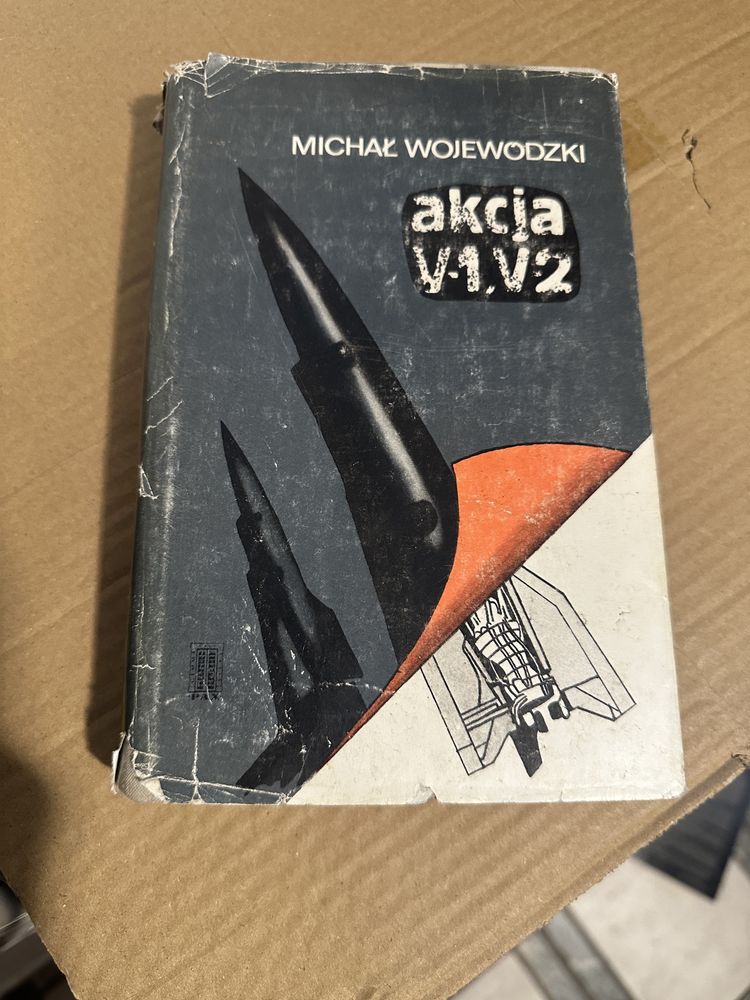 MICHAŁ WOJEWÓDZKI
akcja
V-1, V-2